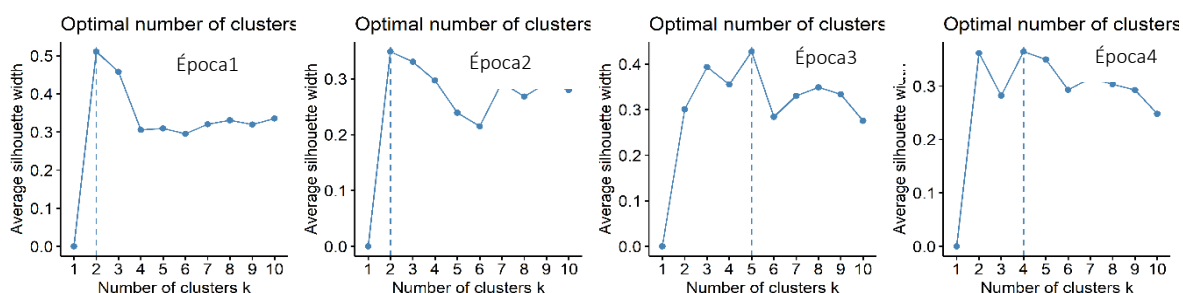 Optimal number of clusters
Época1
Average silhouette width
0.5
0.4
0.3
0.2
0.1
0.0
1 2 3 4 5 6 7 8 9 10
Number of clusters k
Optimal number of clusters
Época2
Average silhouette width
0.3
0.2
0.1
0.0
1 2 3 4 5 6 7 8 9 10
Number of clusters k
Optimal number of clusters
Época3
Average silhouette width
0.4
0.3
0.2
0.1
0.0
1 2 3 4 5 6 7 8 9 10
Number of clusters k
Optimal number of clusters
Época4
Average silhouette width
0.3
0.2
0.1
0.0
1 2 3 4 5 6 7 8 9 10
Number of clusters k